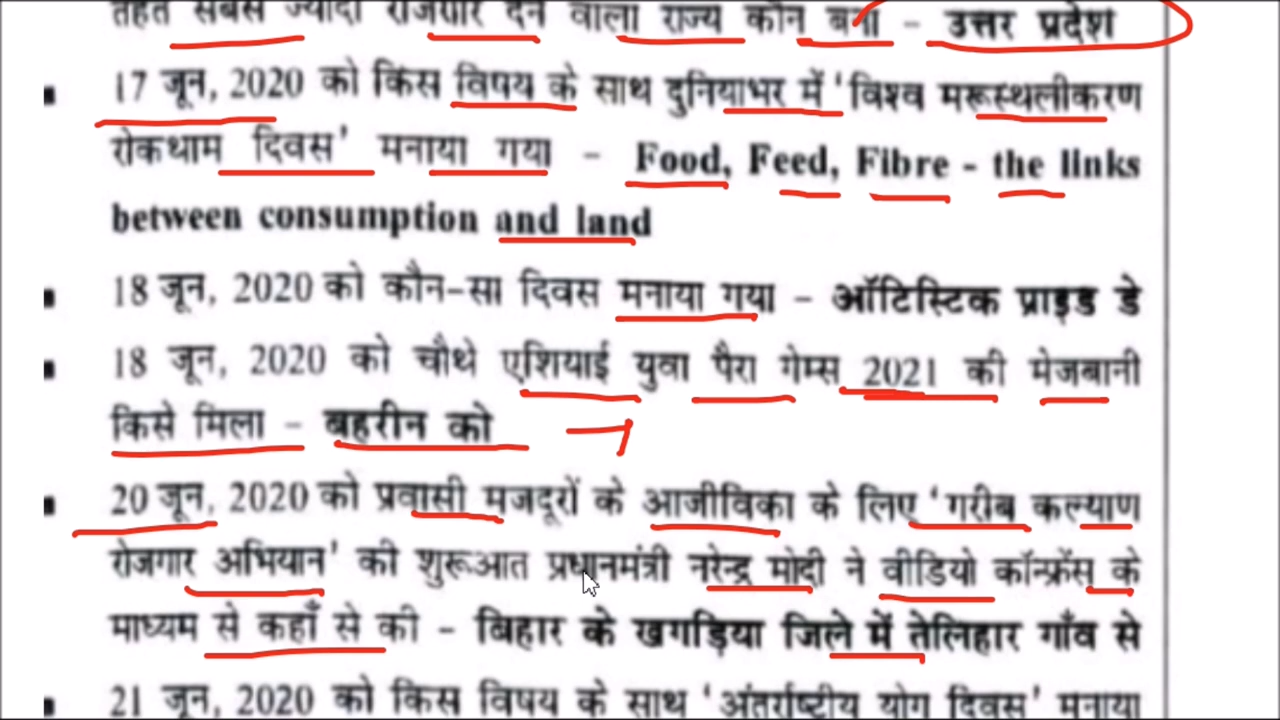 तहत सबसे ज्यादा रोजगार देने वाला राज्य कौन बना – उत्तर प्रदेश
17 जून, 2020 को किस विषय के साथ दुनियाभर में 'विश्व मरूस्थलीकरण
रोकथाम दिवस' मनाया गया – Food, Feed, Fibre - the links
between consumption and land
18 जून, 2020 को कौन-सा दिवस मनाया गया – ऑटिस्टिक प्राइड डे
18 जून, 2020 को चौथे एशियाई युवा पैरा गेम्स 2021 की मेजबानी
किसे मिला – बहरीन को
20 जून, 2020 को प्रवासी मजदूरों के आजीविका के लिए 'गरीब कल्याण
रोजगार अभियान' की शुरूआत प्रधानमंत्री नरेन्द्र मोदी ने वीडियो कॉन्फ्रेंस के
माध्यम से कहाँ से की – बिहार के खगड़िया जिले में तेलिहार गाँव से
21 जून, 2020 को किस विषय के साथ 'अंतर्राष्ट्रीय योग दिवस' मनाया